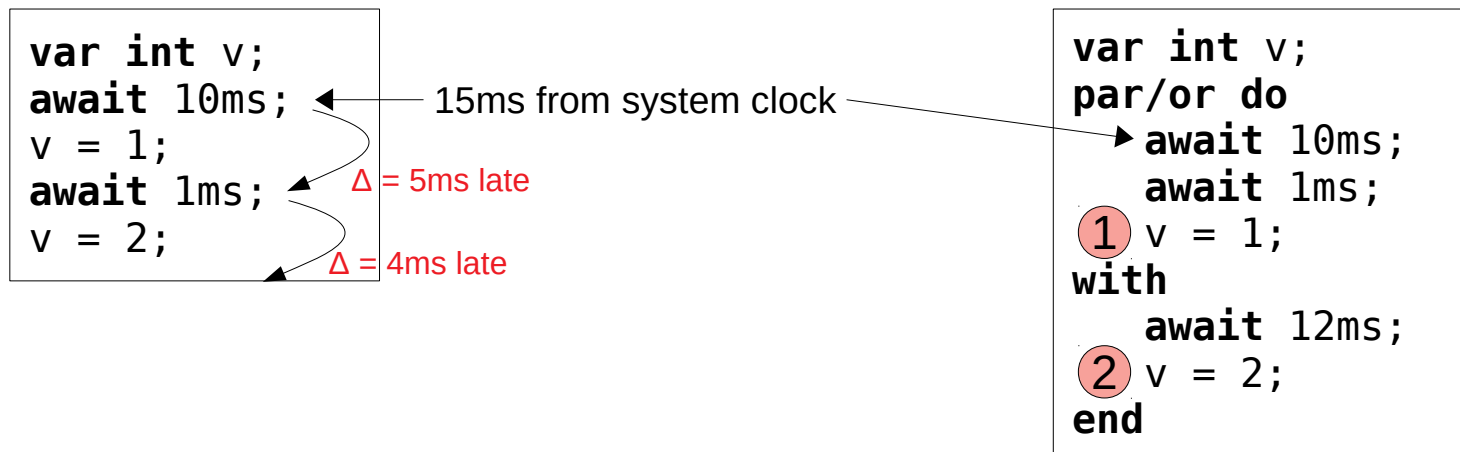 var int v;
await 10ms;
v = 1;
await 1ms;
v = 2;
15ms from system clock
Δ = 5ms late
Δ = 4ms late
var int v;
par/or do
await 10ms;
await 1ms;
1 v = 1;
with
await 12ms;
2 v = 2;
end